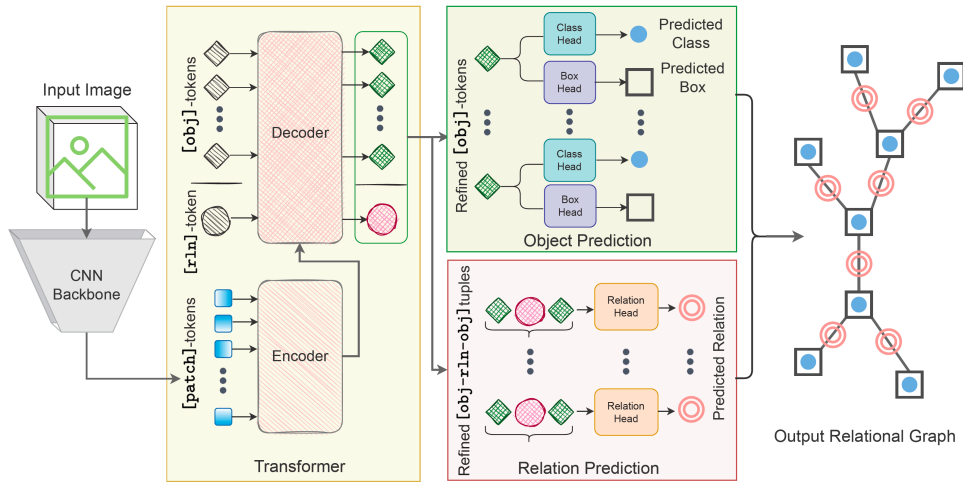 Input Image
CNN
Backbone
[obj]-tokens
[rln]-token
[patch]-tokens
Decoder
Encoder
Transformer
Refined [obj]-tokens
Class
Head
Predicted
Class
Box
Head
Predicted
Box
Class
Head
Box
Head
Object Prediction
Refined [obj-rln-obj]tuples
Relation
Head
Relation
Head
Predicted Relation
Relation Prediction
Output Relational Graph